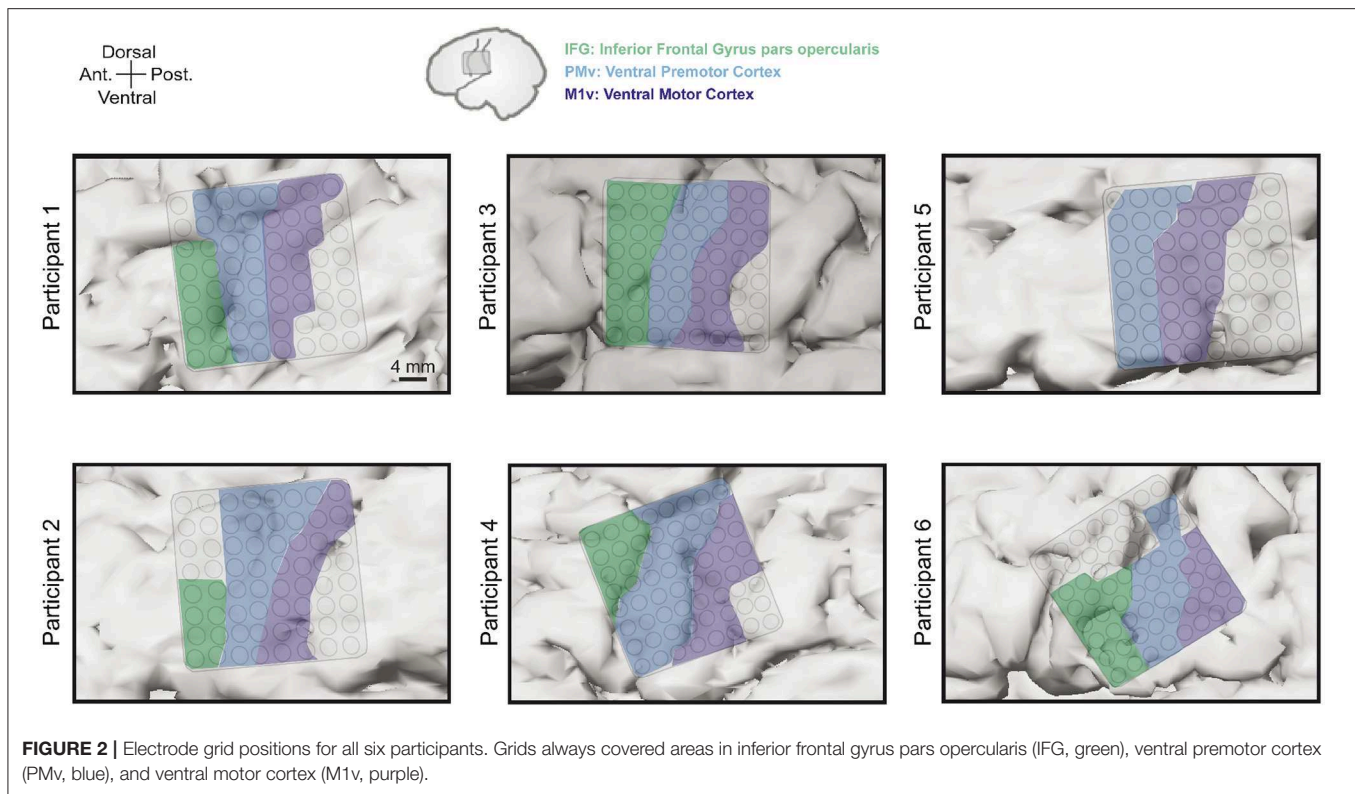 Dorsal
Ant. Post.
Ventral
IFG: Inferior Frontal Gyrus pars opercularis
PMv: Ventral Premotor Cortex
M1v: Ventral Motor Cortex
Participant 1
4 mm
Participant 3
Participant 5
Participant 2
Participant 4
Participant 6
FIGURE 2 | Electrode grid positions for all six participants. Grids always covered areas in inferior frontal gyrus pars opercularis (IFG, green), ventral premotor cortex
(PMv, blue), and ventral motor cortex (M1v, purple).